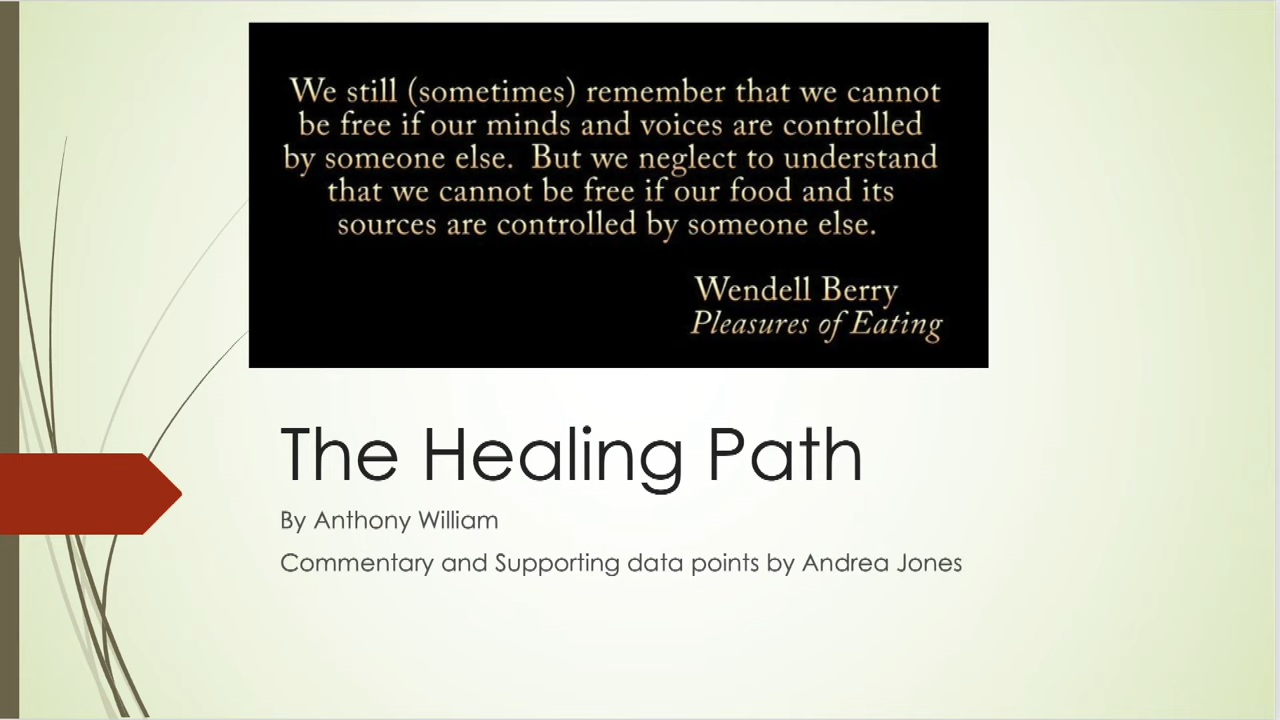 We still (sometimes) remember that we cannot
be free if our minds and voices are controlled
by someone else. But we neglect to understand
that we cannot be free if our food and its
sources are controlled by someone else.
Wendell Berry
Pleasures of Eating
The Healing Path
By Anthony William
Commentary and Supporting data points by Andrea Jones